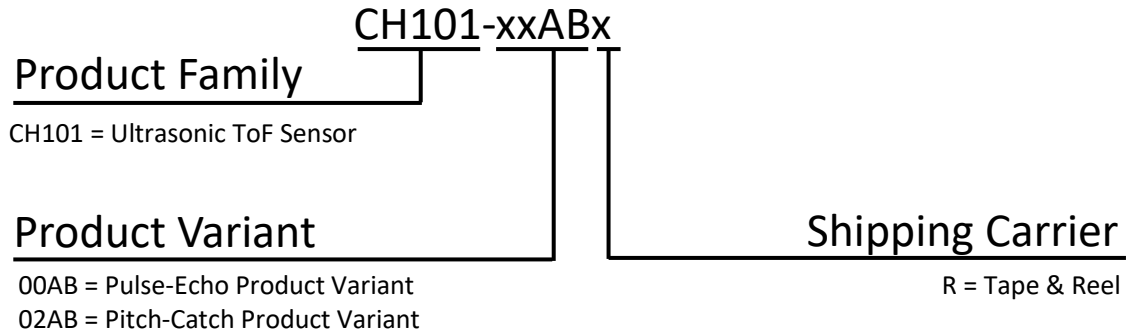 CH101-xxABx
Product Family
CH101 = Ultrasonic ToF Sensor
Product Variant
00AB = Pulse-Echo Product Variant
02AB = Pitch-Catch Product Variant
Shipping Carrier
R = Tape & Reel